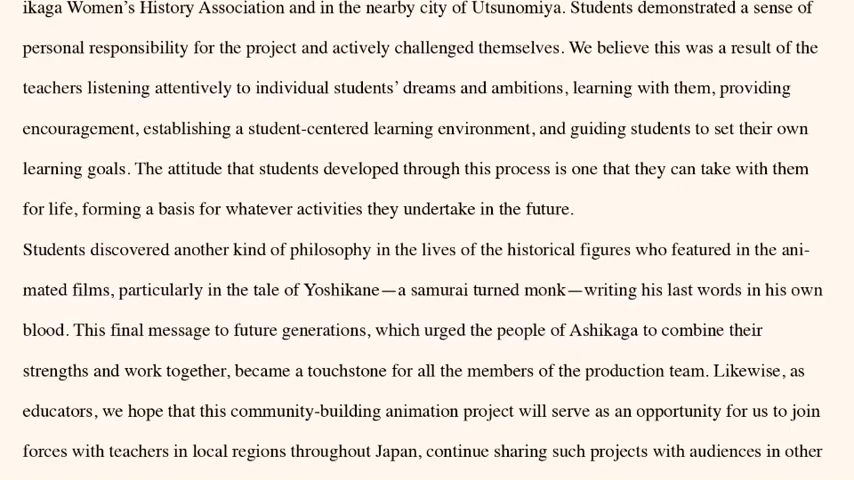 ikaga Women’s History Association and in the nearby city of Utsunomiya. Students demonstrated a sense of
personal responsibility for the project and actively challenged themselves. We believe this was a result of the
teachers listening attentively to individual students’ dreams and ambitions, learning with them, providing
encouragement, establishing a student-centered learning environment, and guiding students to set their own
learning goals. The attitude that students developed through this process is one that they can take with them
for life, forming a basis for whatever activities they undertake in the future.
Students discovered another kind of philosophy in the lives of the historical figures who featured in the ani-
mated films, particularly in the tale of Yoshikane—a samurai turned monk—writing his last words in his own
blood. This final message to future generations, which urged the people of Ashikaga to combine their
strengths and work together, became a touchstone for all the members of the production team. Likewise, as
educators, we hope that this community-building animation project will serve as an opportunity for us to join
forces with teachers in local regions throughout Japan, continue sharing such projects with audiences in other